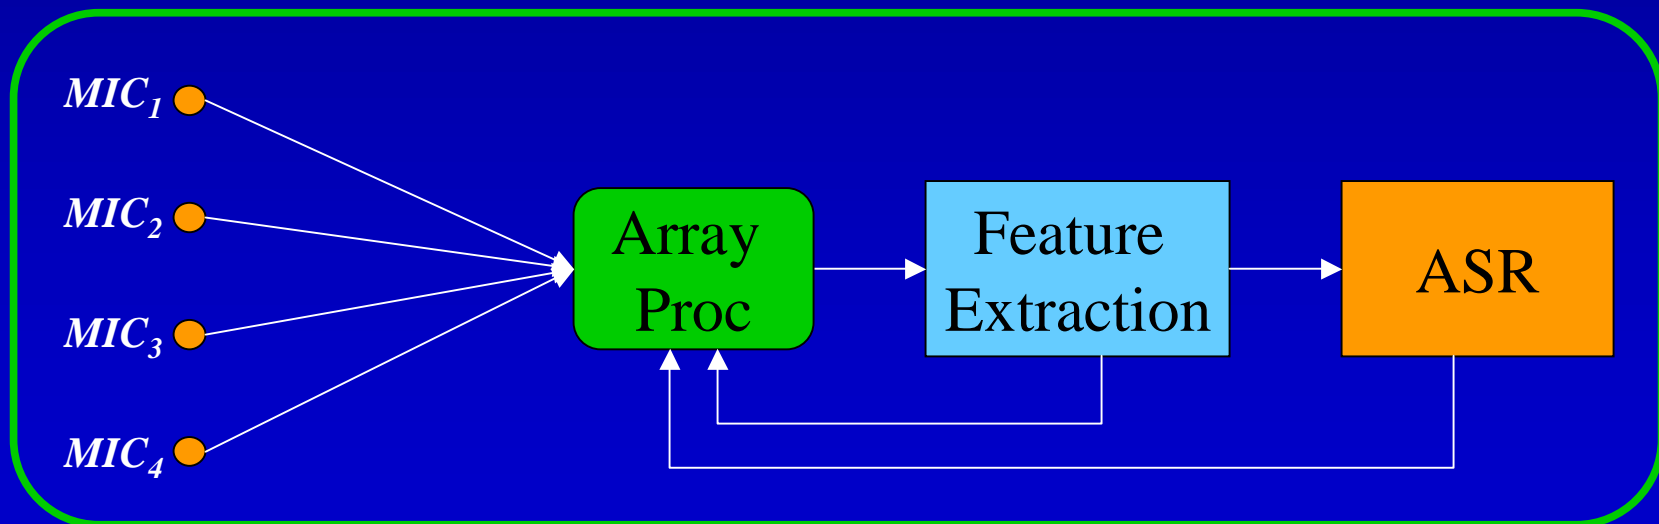 MIC1
MIC2
MIC3
MIC4
Array
Proc
Feature
Extraction
ASR